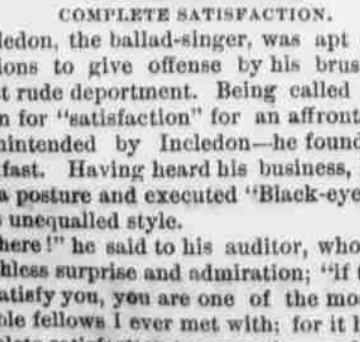 COMPLETE SATISFACTION.
ledon, the ballad-singer, was apt
ions to give offense by his brus
t rude deportment. Being called
n for "satisfaction" for an affront
nintended by Incledon—he found
fast. Having heard his business,
a posture and executed "Black-eye
s unequalled style.
here!" he said to his auditor, who
hless surprise and admiration; "if t
atisfy you, you are one of the mo
ble fellows I ever met with; for it h